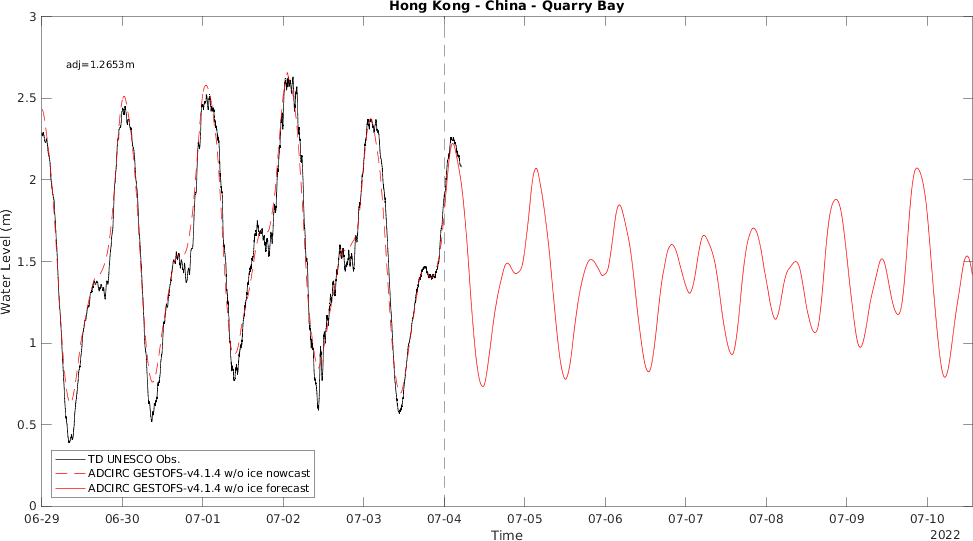 Hong Kong - China - Quarry Bay
3
adj=1.2653m
2.5
2
Water Level (m)
1.5
1
0.5
TD UNESCO Obs.
ADCIRC GESTOFS-v4.1.4 w/o ice nowcast
ADCIRC GESTOFS-v4.1.4 w/o ice forecast
0
06-29 06-30 07-01 07-02 07-03 07-04 07-05 07-06 07-07 07-08 07-09 07-10
Time
2022